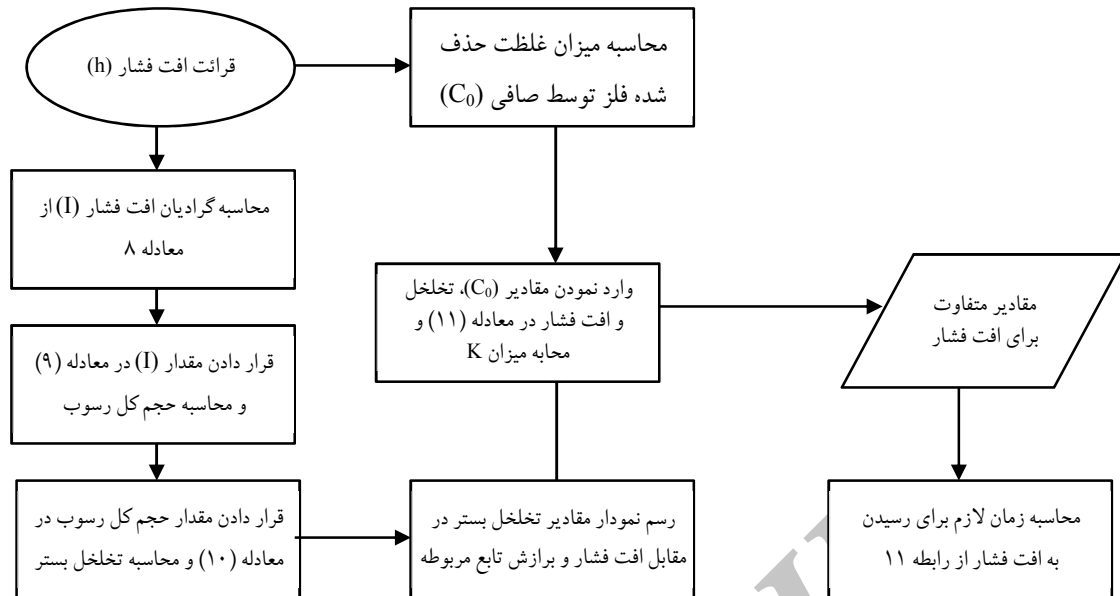 قرائت افت فشار (h)
محاسبه میزان غلظت حذف
شده فلز توسط صافی (C₀)
محاسبه گرادیان افت فشار (I) از
معادله ۸
قرار دادن مقدار (I) در معادله (۹)
و محاسبه حجم کل رسوب
قرار دادن مقدار حجم کل رسوب در
معادله (۱۰) و محاسبه تخلخل بستر
رسم نمودار مقادیر تخلخل بستر در
مقابل افت فشار و برازش تابع مربوطه
وارد نمودن مقادیر (C₀)، تخلخل
و افت فشار در معادله (۱۱) و
محابه میزان K
مقادیر متفاوت
برای افت فشار
محاسبه زمان لازم برای رسیدن
به افت فشار از رابطه ۱۱